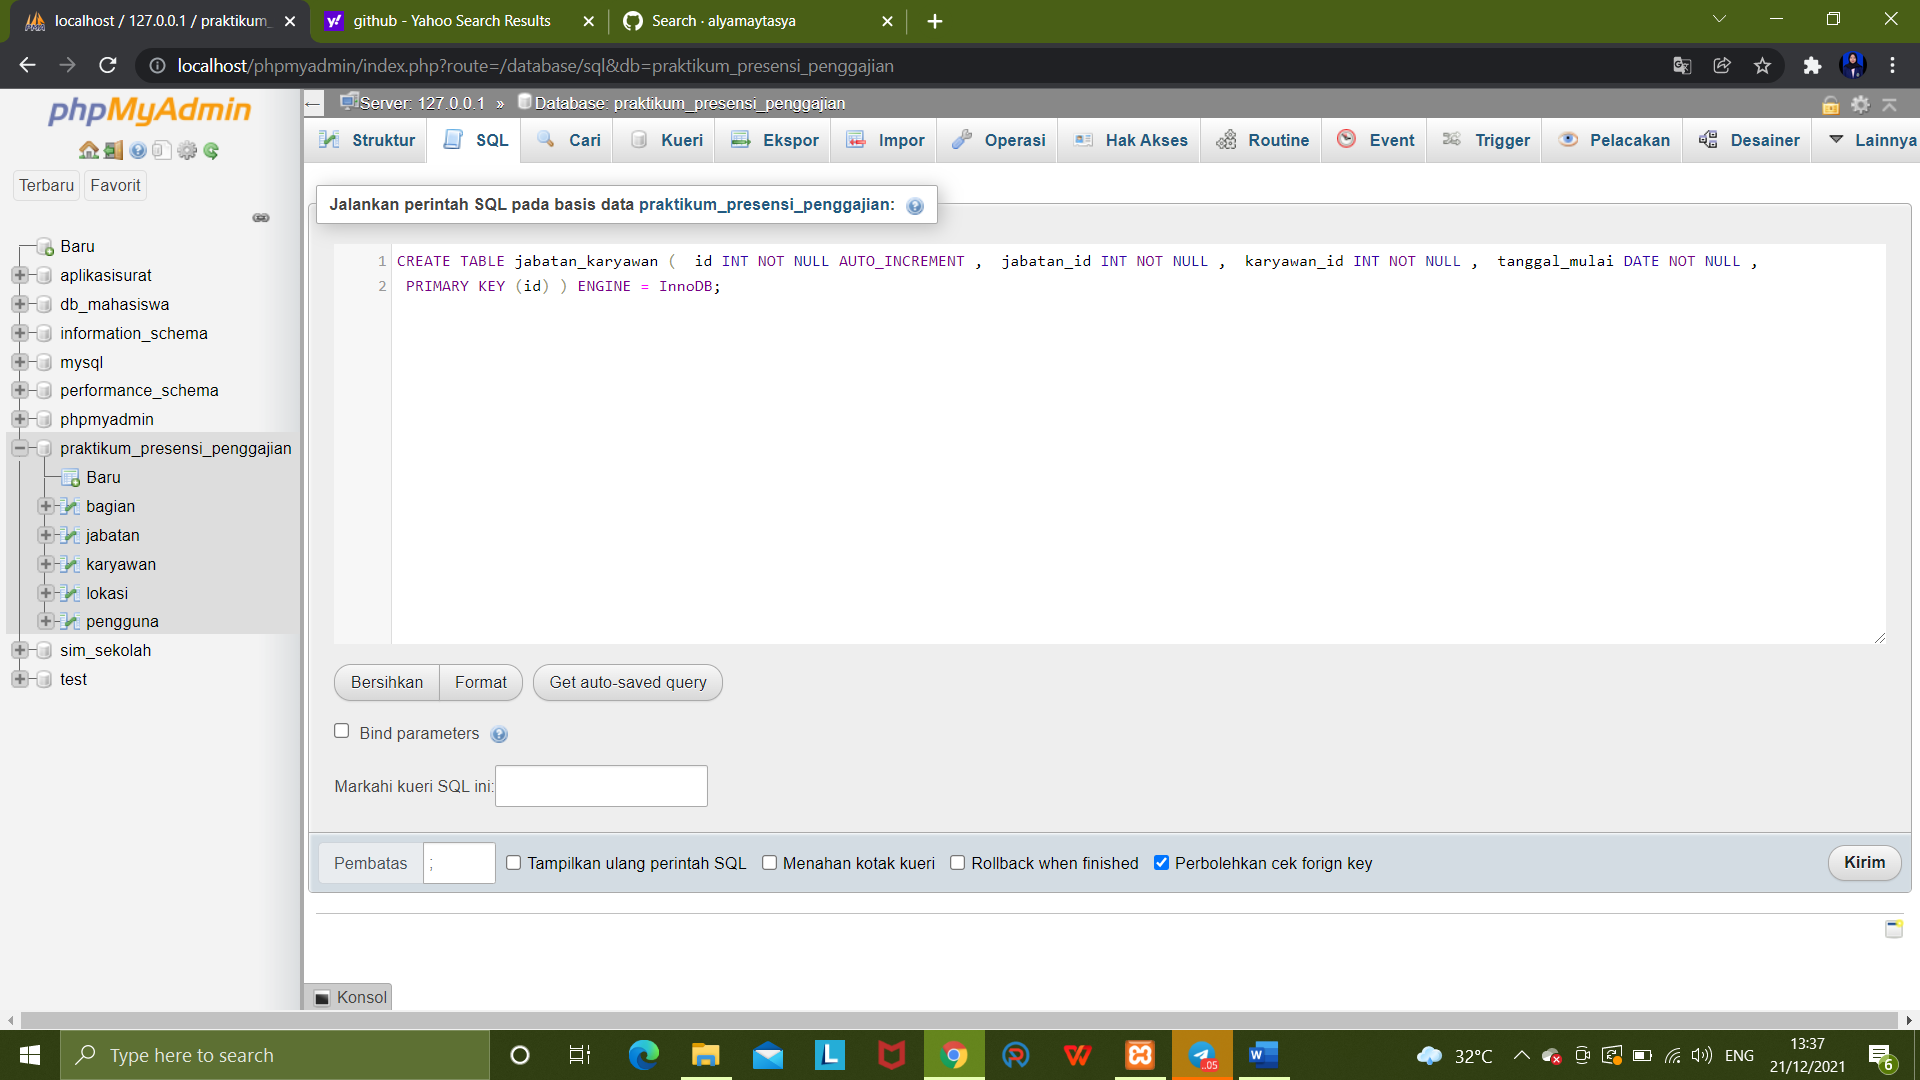 localhost / 127.0.0.1 / praktikum_
github - Yahoo Search Results
Search · alyamaytasya
localhost/phpmyadmin/index.php?route=/database/sql&db=praktikum_presensi_penggajian
phpMyAdmin
Terbaru
Favorit
Baru
aplikasisurat
db_mahasiswa
information_schema
mysql
performance_schema
phpmyadmin
praktikum_presensi_penggajian
Baru
bagian
jabatan
karyawan
lokasi
pengguna
sim_sekolah
test
Server: 127.0.0.1 » Database: praktikum_presensi_penggajian
Struktur
SQL
Cari
Kueri
Ekspor
Impor
Operasi
Hak Akses
Routine
Event
Trigger
Pelacakan
Desainer
Lainnya
Jalankan perintah SQL pada basis data praktikum_presensi_penggajian:
1 CREATE TABLE jabatan_karyawan ( id INT NOT NULL AUTO_INCREMENT , jabatan_id INT NOT NULL , karyawan_id INT NOT NULL , tanggal_mulai DATE NOT NULL ,
2 PRIMARY KEY (id) ) ENGINE = InnoDB;
Bersihkan
Format
Get auto-saved query
Bind parameters
Markahi kueri SQL ini:
Pembatas
;
Tampilkan ulang perintah SQL
Menahan kotak kueri
Rollback when finished
Perbolehkan cek forign key
Kirim
Konsol
Type here to search
32°C
ENG
13:37
21/12/2021
6